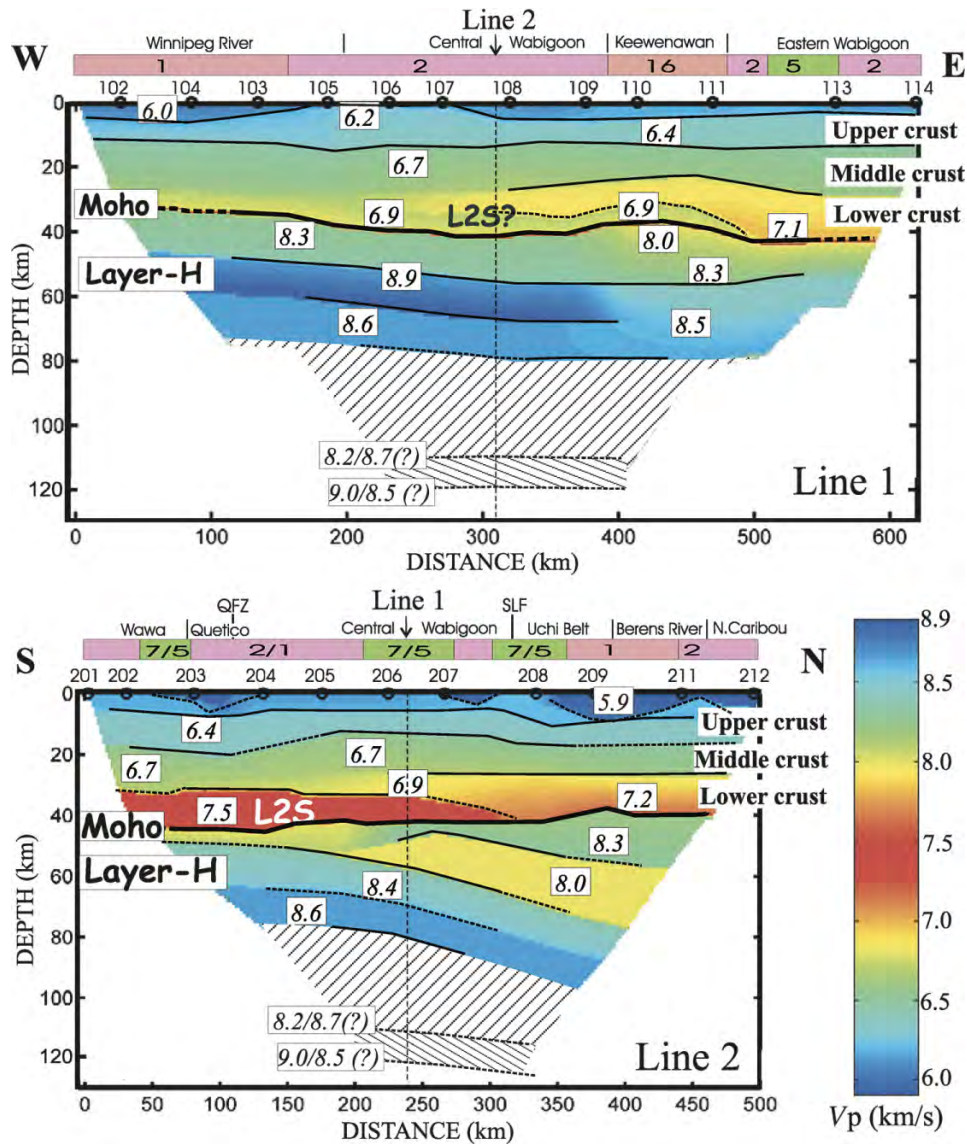 Line 2
W Winnipeg River Central Wabigoon Keewenawan Eastern Wabigoon E
1 2 16 2 5 2
102 104 103 105 106 107 108 109 110 111 113 114
0
6.0 6.2 6.4 Upper crust
20
6.7 Middle crust
Moho 6.9 L2S? 6.9 7.1 Lower crust
40
8.3 8.0
Layer-H 8.9 8.3
60
8.6 8.5
80
100
8.2/8.7(?)
120
9.0/8.5 (?) Line 1
DEPTH (km)
0 100 200 300 400 500 600
DISTANCE (km)
QFZ Line 1 SLF
S Wawa Quetico Central Wabigoon Uchi Belt Berens River N.Caribou N
7/5 2/1 7/5 7/5 1 2
201 202 203 204 205 206 207 208 209 211 212
0
5.9
6.4 Upper crust
20
6.7 6.7 Middle crust
6.9 7.2 Lower crust
7.5 L2S
40
Moho 8.3
Layer-H 8.0
60
8.4
8.6
80
100
8.2/8.7(?)
120
9.0/8.5 (?) Line 2
DEPTH (km)
0 50 100 150 200 250 300 350 400 450 500
DISTANCE (km)
8.9
8.5
8.0
7.5
7.0
6.5
6.0
Vp (km/s)